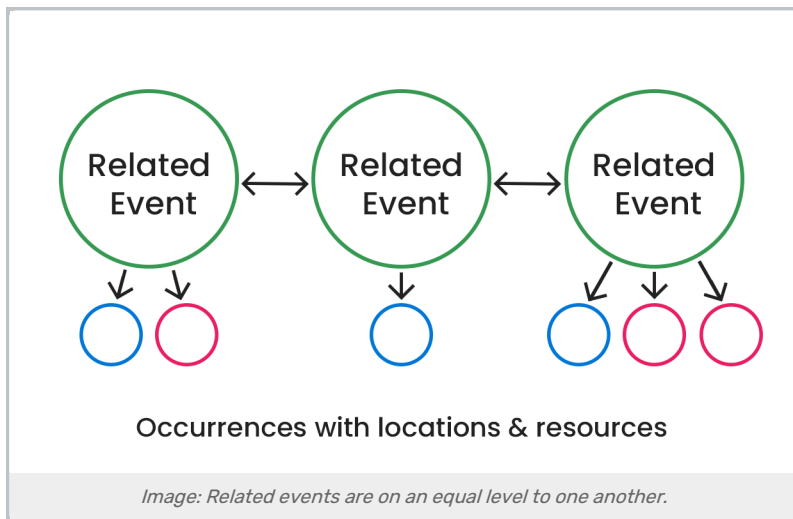 Related
Event
Related
Event
Related
Event
Occurrences with locations & resources
Image: Related events are on an equal level to one another.